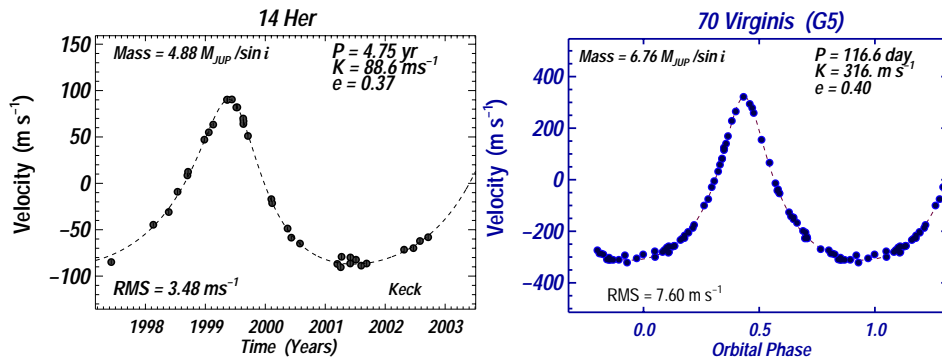 14 Her
Mass = 4.88 M_JUP /sin i
P = 4.75 yr
K = 88.6 ms⁻¹
e = 0.37
Velocity (m s⁻¹)
150
100
50
0
−50
−100
RMS = 3.48 ms⁻¹
Keck
1998 1999 2000 2001 2002 2003
Time (Years)
70 Virginis (G5)
Mass = 6.76 M_JUP /sin i
P = 116.6 day
K = 316. m s⁻¹
e = 0.40
Velocity (m s⁻¹)
400
200
0
−200
−400
RMS = 7.60 m s⁻¹
0.0 0.5 1.0
Orbital Phase